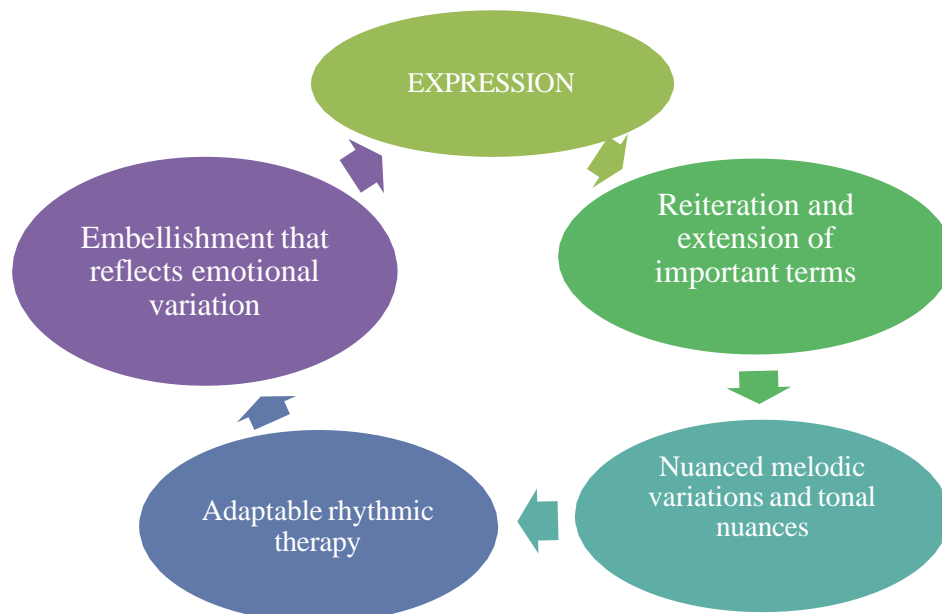 EXPRESSION
Reiteration and
extension of
important terms
Nuanced melodic
variations and tonal
nuances
Adaptable rhythmic
therapy
Embellishment that
reflects emotional
variation